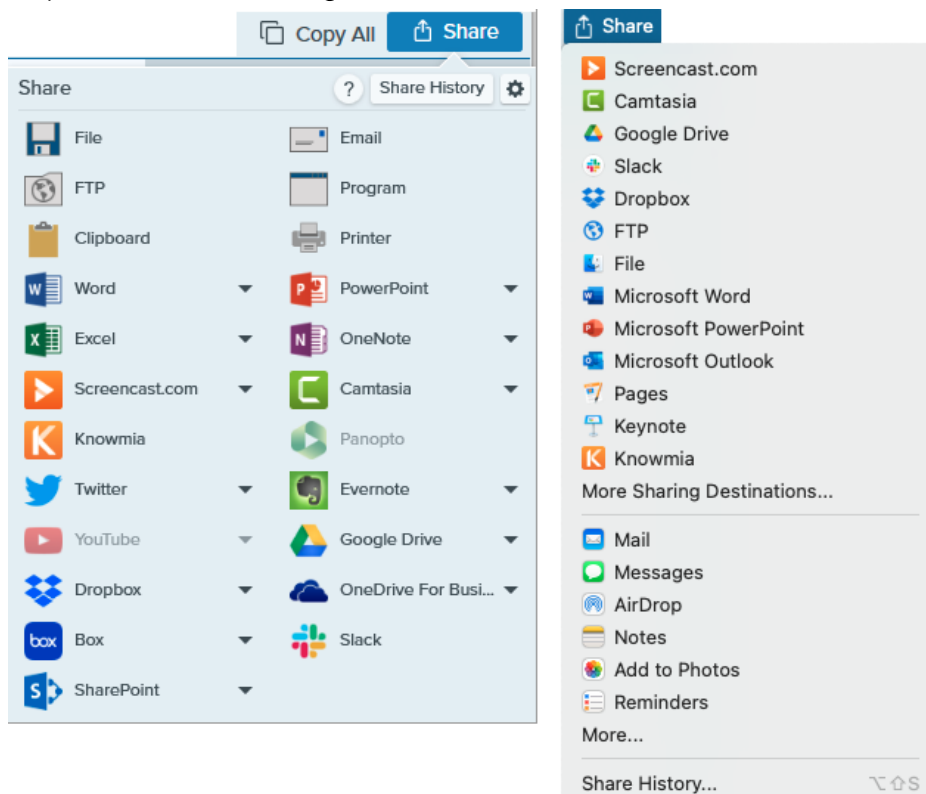 Copy All
Share
Share
?
Share History
File
Email
FTP
Program
Clipboard
Printer
Word
PowerPoint
Excel
OneNote
Screencast.com
Camtasia
Knowmia
Panopto
Twitter
Evernote
YouTube
Google Drive
Dropbox
OneDrive For Busi...
box
Box
Slack
SharePoint
Share
Screencast.com
Camtasia
Google Drive
Slack
Dropbox
FTP
File
Microsoft Word
Microsoft PowerPoint
Microsoft Outlook
Pages
Keynote
Knowmia
More Sharing Destinations...
Mail
Messages
AirDrop
Notes
Add to Photos
Reminders
More...
Share History... ⌥⇧S